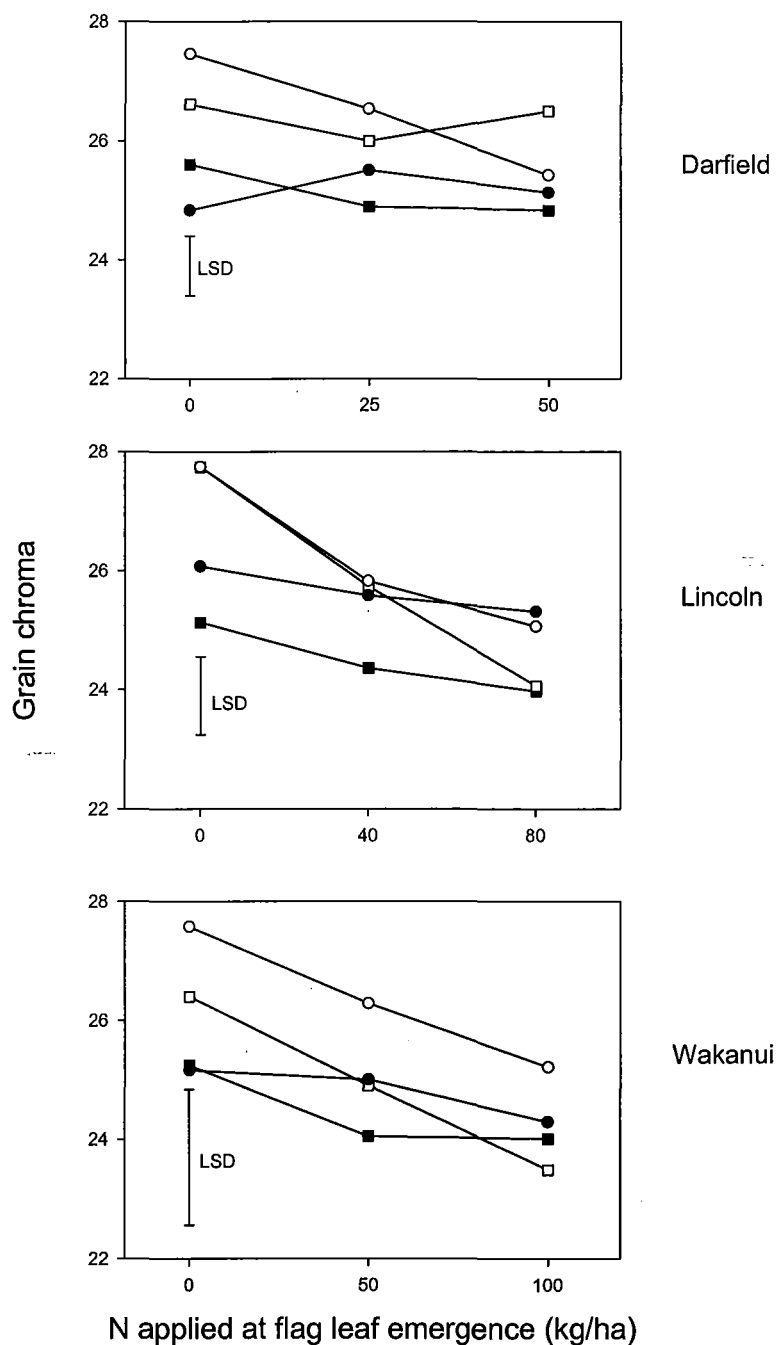 28
26
24
22
LSD
0
25
50
Darfield
28
26
24
22
LSD
0
40
80
Lincoln
Grain chroma
28
26
24
22
LSD
0
50
100
Wakanui
N applied at flag leaf emergence (kg/ha)